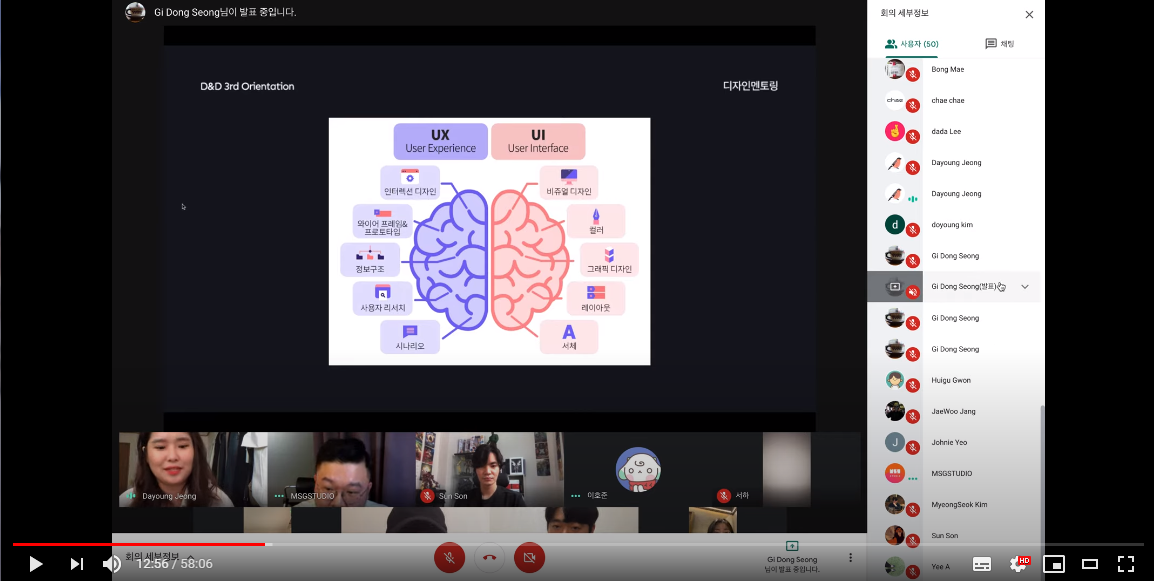 Gi Dong Seong님이 발표 중입니다.
D&D 3rd Orientation
디자인멘토링
UX
User Experience
UI
User Interface
인터렉션 디자인
와이어 프레임&
프로토타입
정보구조
사용자 리서치
시나리오
비쥬얼 디자인
컬러
그래픽 디자인
레이아웃
A
서체
Dayoung Jeong
MSGSTUDIO
Sun Son
이호준
서하
회의 세부정보
Gi Dong Seong
님이 발표 중입니다.
12:56 / 58:06
HD
회의 세부정보
사용자 (50)
채팅
Bong Mae
chae
chae chae
dada Lee
Dayoung Jeong
Dayoung Jeong
d
doyoung kim
Gi Dong Seong
Gi Dong Seong(발표)
Gi Dong Seong
Gi Dong Seong
Huigu Gwon
JaeWoo Jang
J
Johnie Yeo
MSGSTUDIO
MyeongSeok Kim
Sun Son
Yee A